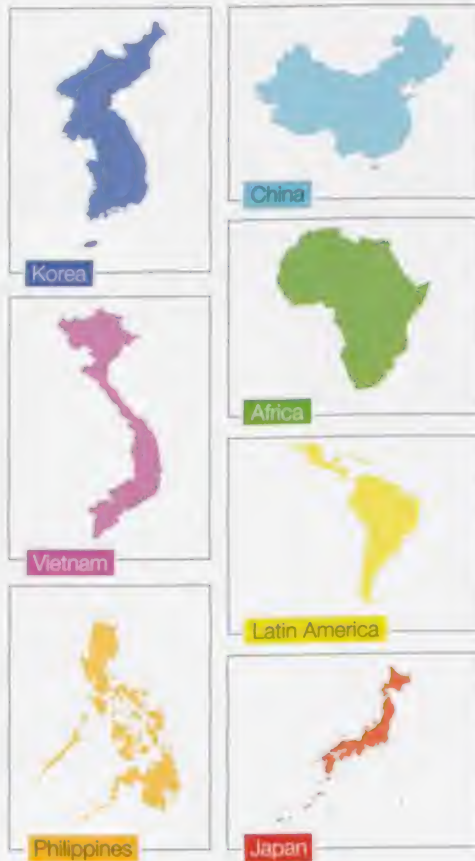 Korea
China
Africa
Vietnam
Latin America
Philippines
Japan